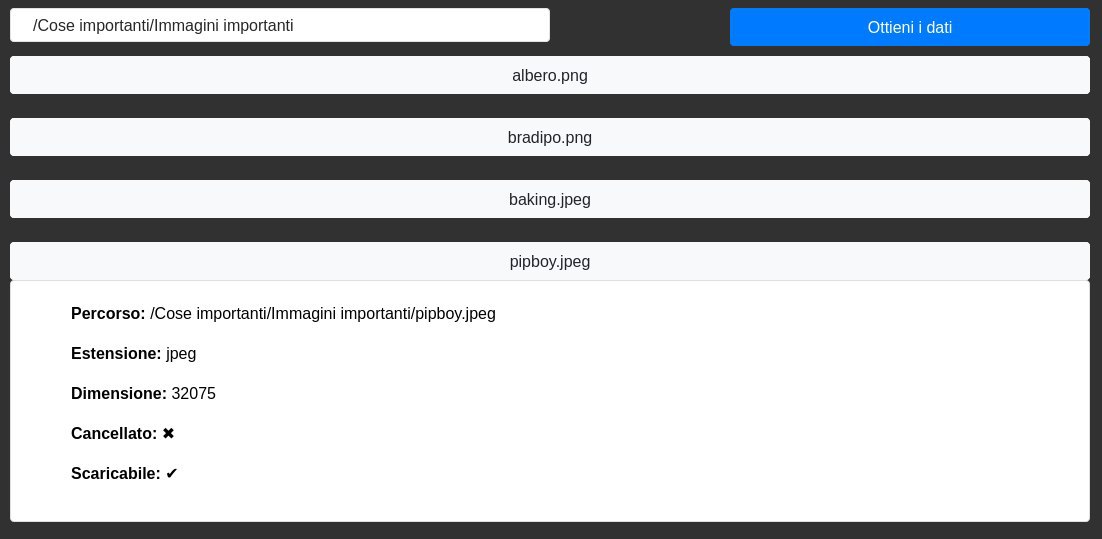 /Cose importanti/Immagini importanti
Ottieni i dati
albero.png
bradipo.png
baking.jpeg
pipboy.jpeg
Percorso: /Cose importanti/Immagini importanti/pipboy.jpeg
Estensione: jpeg
Dimensione: 32075
Cancellato: ✖
Scaricabile: ✔